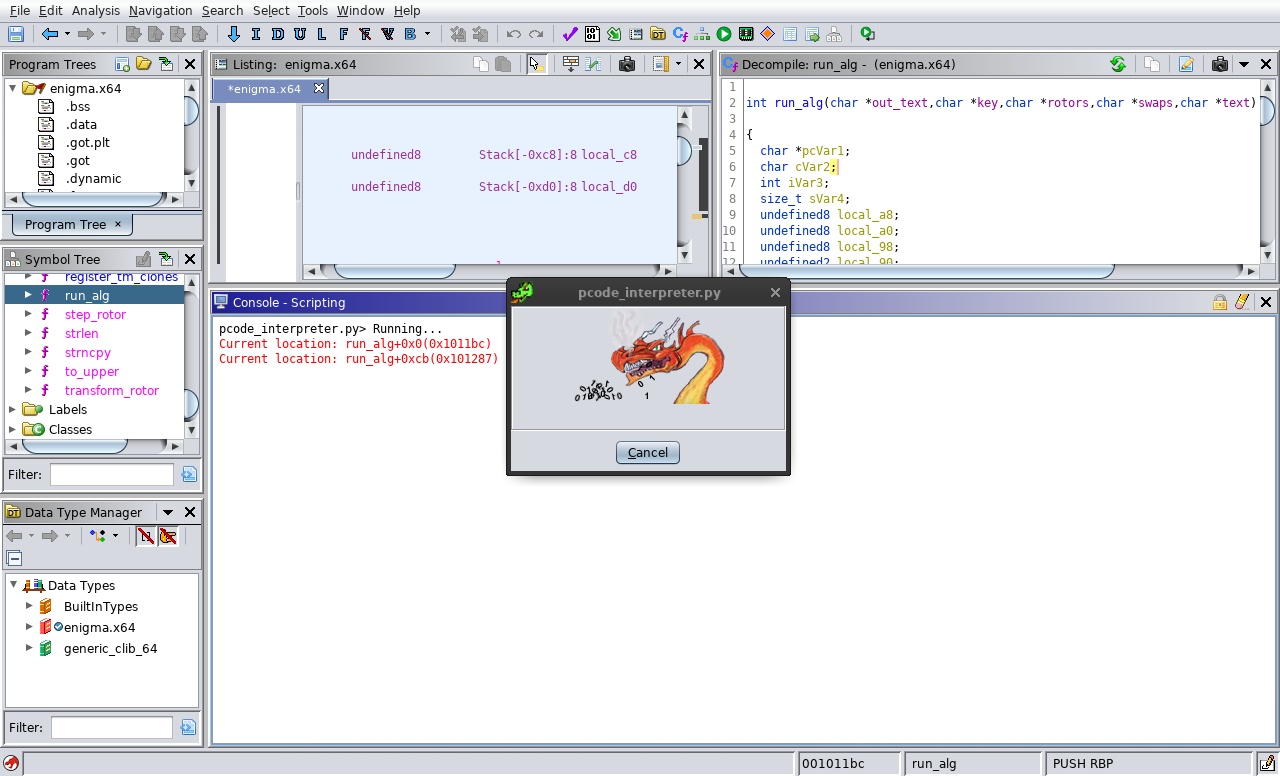 File Edit Analysis Navigation Search Select Tools Window Help
I D U L F R V B
Program Trees
enigma.x64
.bss
.data
.got.plt
.got
.dynamic
Program Tree ×
Symbol Tree
register_tm_clones
run_alg
step_rotor
strlen
strncpy
to_upper
transform_rotor
Labels
Classes
Filter:
Data Type Manager
Data Types
BuiltInTypes
enigma.x64
generic_clib_64
Filter:
Listing: enigma.x64
*enigma.x64
undefined8 Stack[-0xc8]:8 local_c8
undefined8 Stack[-0xd0]:8 local_d0
Decompile: run_alg - (enigma.x64)
1
2 int run_alg(char *out_text,char *key,char *rotors,char *swaps,char *text)
3
4 {
5 char *pcVar1;
6 char cVar2;
7 int iVar3;
8 size_t sVar4;
9 undefined8 local_a8;
10 undefined8 local_a0;
11 undefined8 local_98;
12 undefined2 local_90;
Console - Scripting
pcode_interpreter.py> Running...
Current location: run_alg+0x0(0x1011bc)
Current location: run_alg+0xcb(0x101287)
pcode_interpreter.py
Cancel
001011bc run_alg PUSH RBP